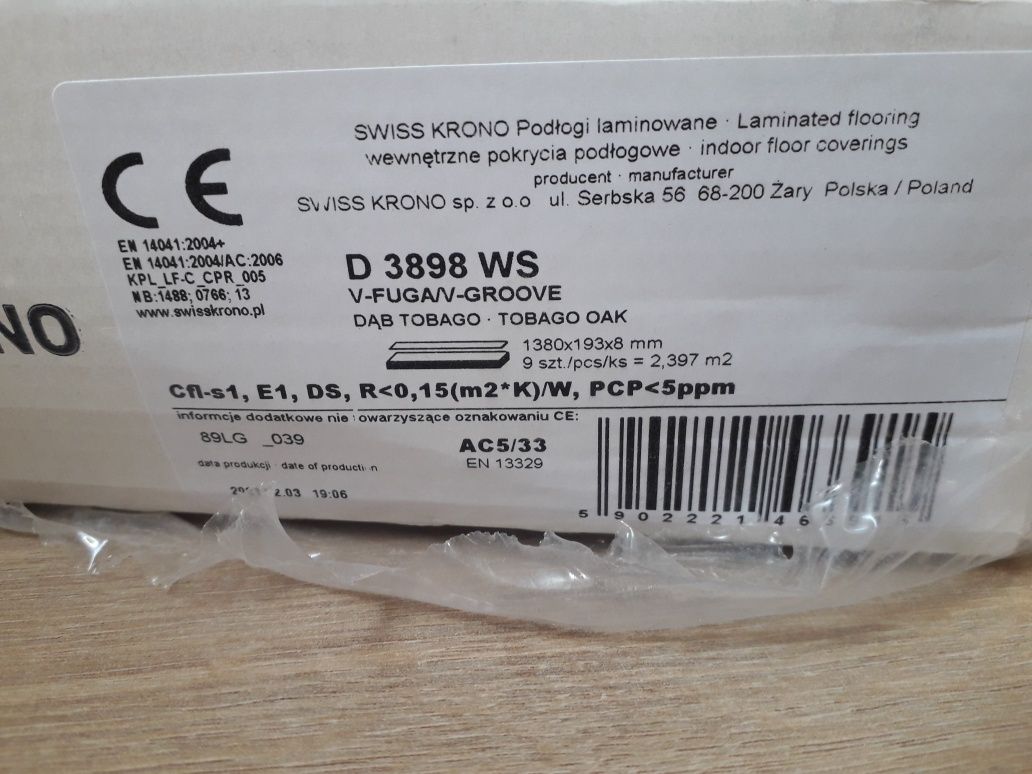 SWISS KRONO Podłogi laminowane · Laminated flooring
wewnętrzne pokrycia podłogowe · indoor floor coverings
producent · manufacturer
SWISS KRONO sp. z o.o ul. Serbska 56 68-200 Żary Polska / Poland
CE
EN 14041:2004+
EN 14041:2004/AC:2006
KPL_LF-C_CPR_005
NB:1488; 0766; 13
www.swisskrono.pl
NO
D 3898 WS
V-FUGA/V-GROOVE
DĄB TOBAGO · TOBAGO OAK
1380x193x8 mm
9 szt./pcs/ks = 2,397 m2
Cfl-s1, E1, DS, R<0,15(m2*K)/W, PCP<5ppm
informcje dodatkowe nie owarzyszące oznakowaniu CE:
89LG _039
AC5/33
EN 13329
data produkcji · date of production
2.03 19:06
5 902221 46